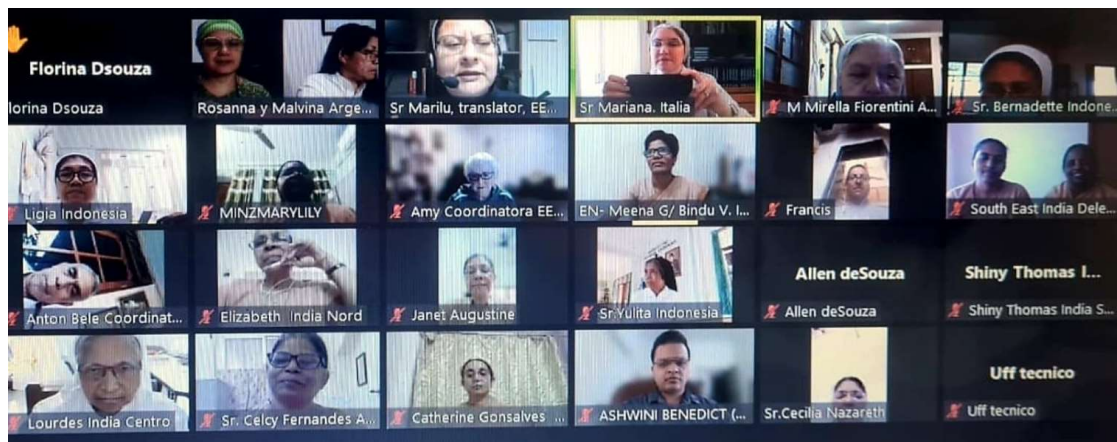 Florina Dsouza
lorina Dsouza
Rosanna y Malvina Arge...
Sr Marilu, translator, EE...
Sr Mariana. Italia
M Mirella Fiorentini A...
Sr. Bernadette Indone...
Ligia Indonesia
MINZMARYLILY
Amy Coordinatora EE...
EN- Meena G/ Bindu V. I...
Francis
South East India Dele...
Anton Bele Coordinat...
Elizabeth India Nord
Janet Augustine
Sr.Yulita Indonesia
Allen deSouza
Allen deSouza
Shiny Thomas I...
Shiny Thomas India S...
Lourdes India Centro
Sr. Celcy Fernandes A...
Catherine Gonsalves ...
ASHWINI BENEDICT (...
Sr.Cecilia Nazareth
Uff tecnico
Uff tecnico